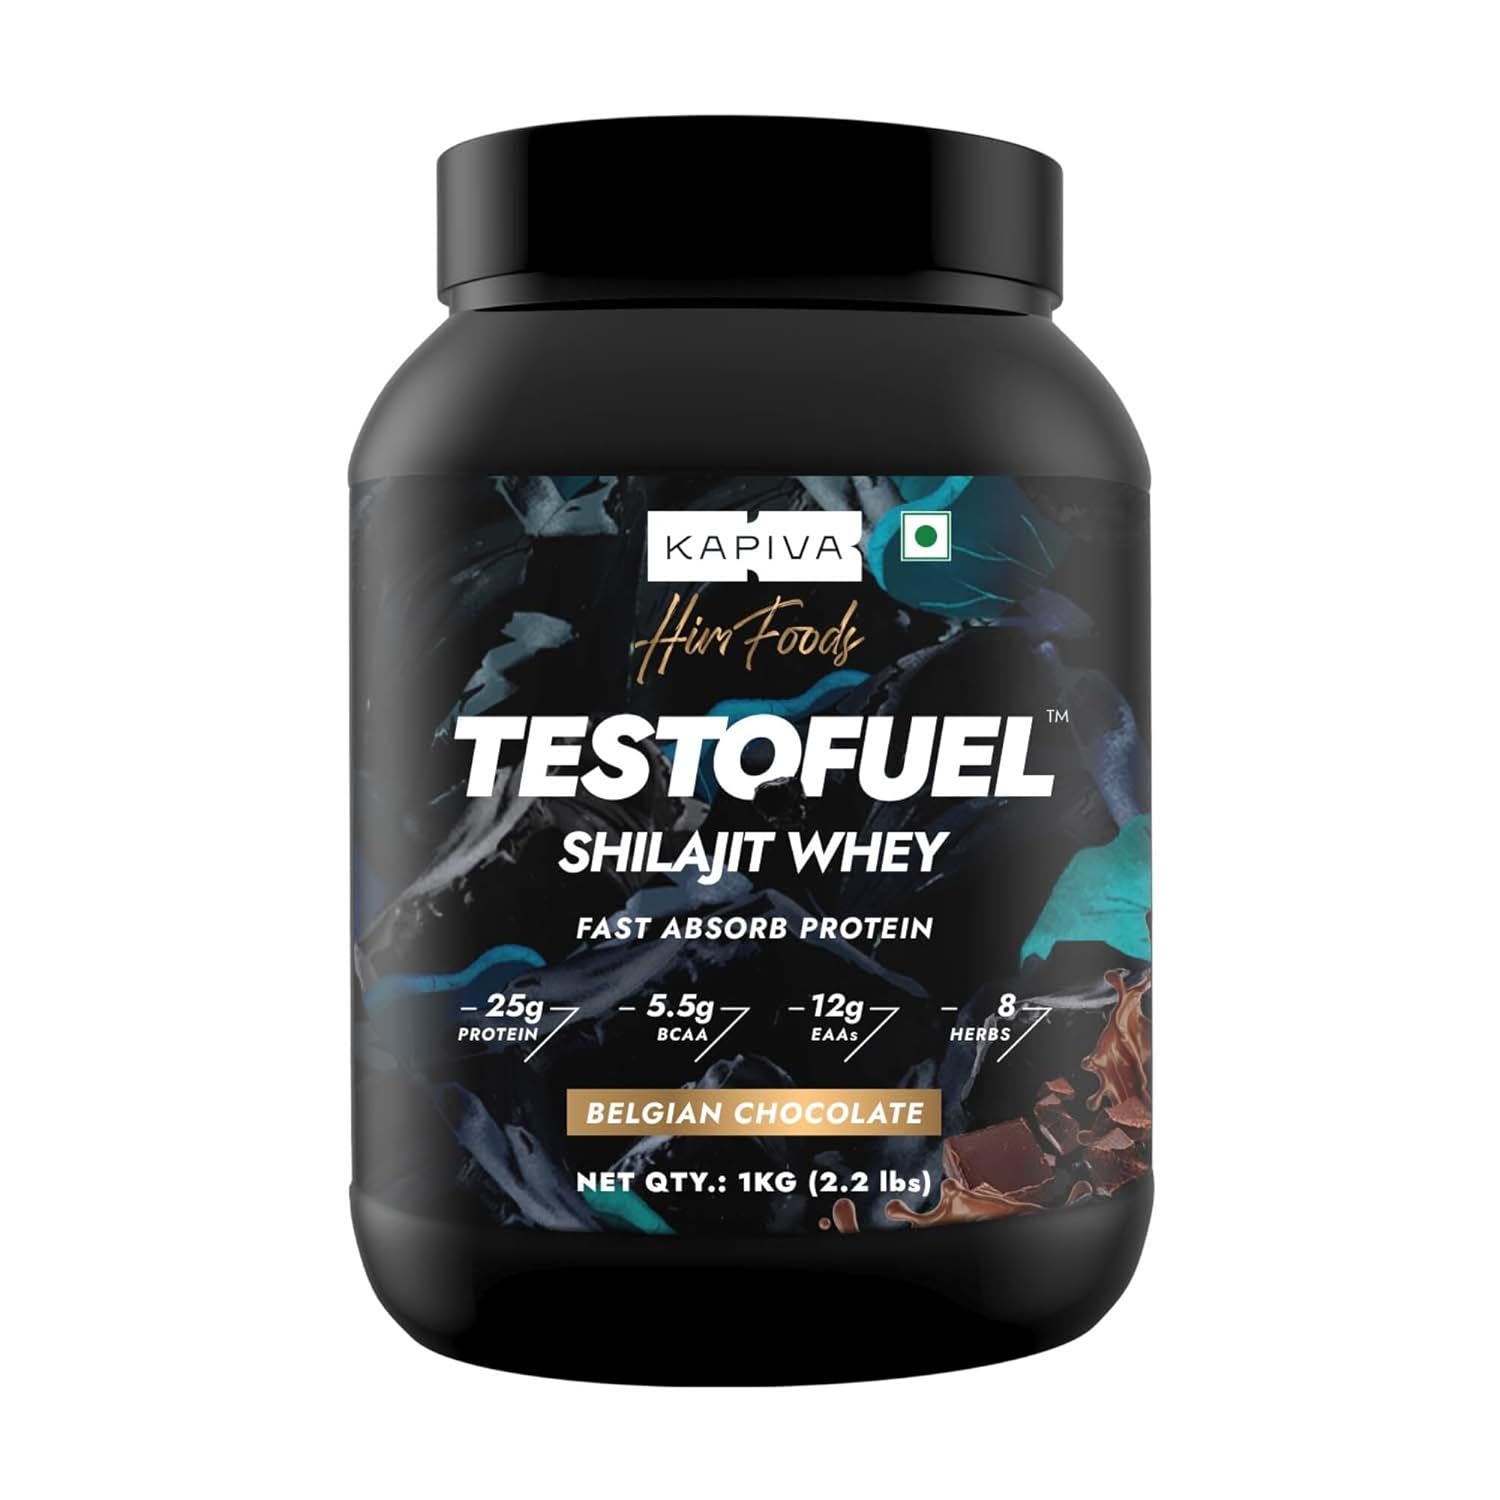 KAPIVA
Him Foods
TESTOFUEL™
SHILAJIT WHEY
FAST ABSORB PROTEIN
25g 5.5g 12g 8
PROTEIN BCAA EAAs HERBS
BELGIAN CHOCOLATE
NET QTY.: 1KG (2.2 lbs)